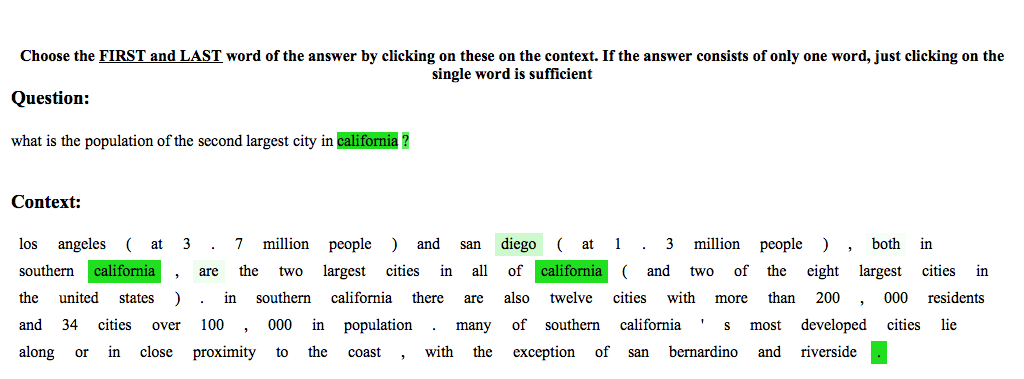 Choose the FIRST and LAST word of the answer by clicking on these on the context. If the answer consists of only one word, just clicking on the
single word is sufficient
Question:
what is the population of the second largest city in california ?
Context:
los angeles ( at 3 . 7 million people ) and san diego ( at 1 . 3 million people ) , both in
southern california , are the two largest cities in all of california ( and two of the eight largest cities in
the united states ) . in southern california there are also twelve cities with more than 200 , 000 residents
and 34 cities over 100 , 000 in population . many of southern california ' s most developed cities lie
along or in close proximity to the coast , with the exception of san bernardino and riverside .